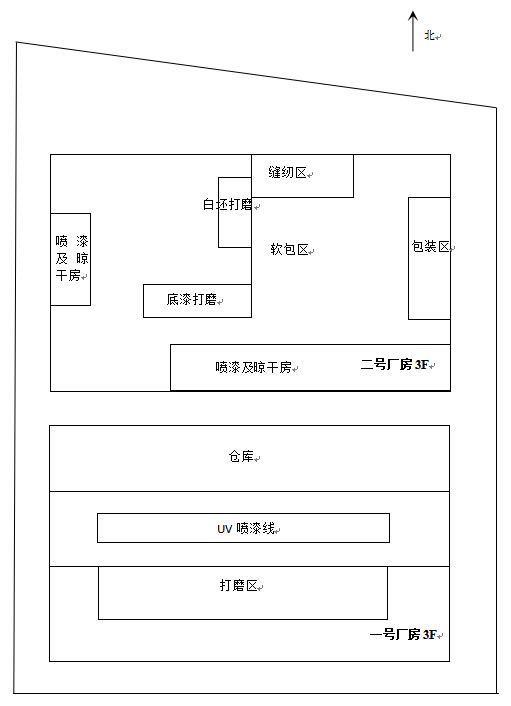 北
缝纫区
白坯打磨
喷漆
及晾
干房
软包区
包装区
底漆打磨
喷漆及晾干房
二号厂房 3F
仓库
UV 喷漆线
打磨区
一号厂房 3F